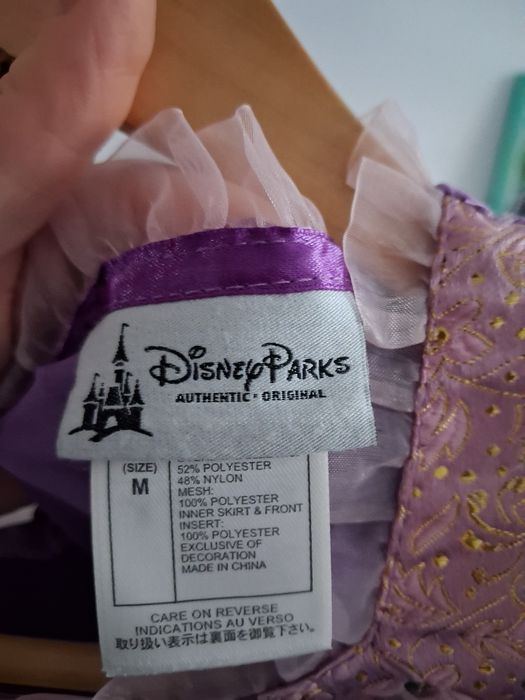 DISNEY PARKS
AUTHENTIC • ORIGINAL
(SIZE)
M
52% POLYESTER
48% NYLON
MESH:
100% POLYESTER
INNER SKIRT & FRONT
INSERT:
100% POLYESTER
EXCLUSIVE OF
DECORATION
MADE IN CHINA
CARE ON REVERSE
INDICATIONS AU VERSO
取り扱い表示は裏面を御覧下さい。